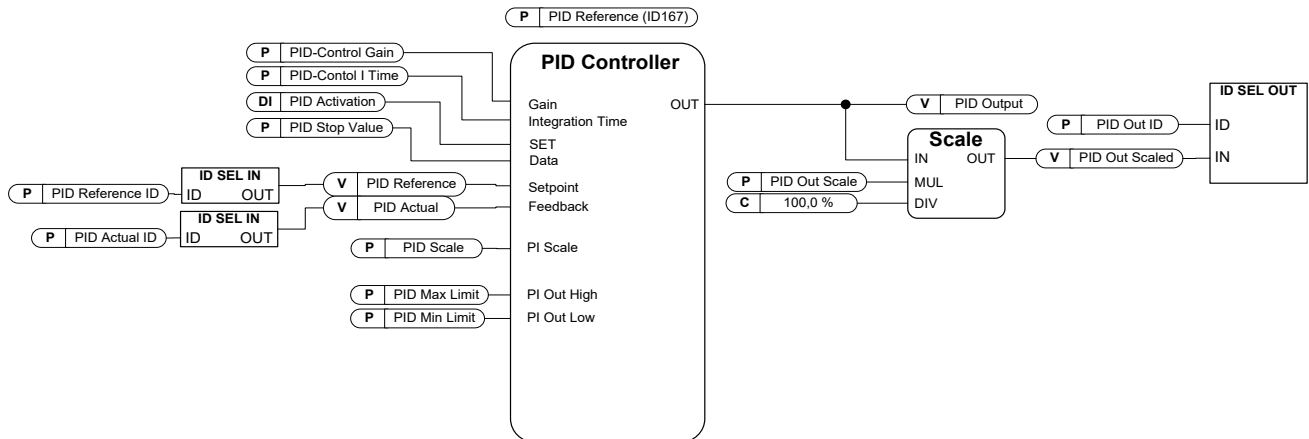 P PID Reference (ID167)
PID Controller
P PID-Control Gain
P PID-Contol I Time
DI PID Activation
P PID Stop Value
Gain
Integration Time
SET
Data
OUT
ID SEL IN
P PID Reference ID
ID OUT
V PID Reference
Setpoint
V PID Actual
Feedback
ID SEL IN
P PID Actual ID
ID OUT
P PID Scale
PI Scale
P PID Max Limit
PI Out High
P PID Min Limit
PI Out Low
V PID Output
Scale
IN OUT
P PID Out Scale
MUL
C 100,0 %
DIV
V PID Out Scaled
P PID Out ID
ID SEL OUT
ID
IN